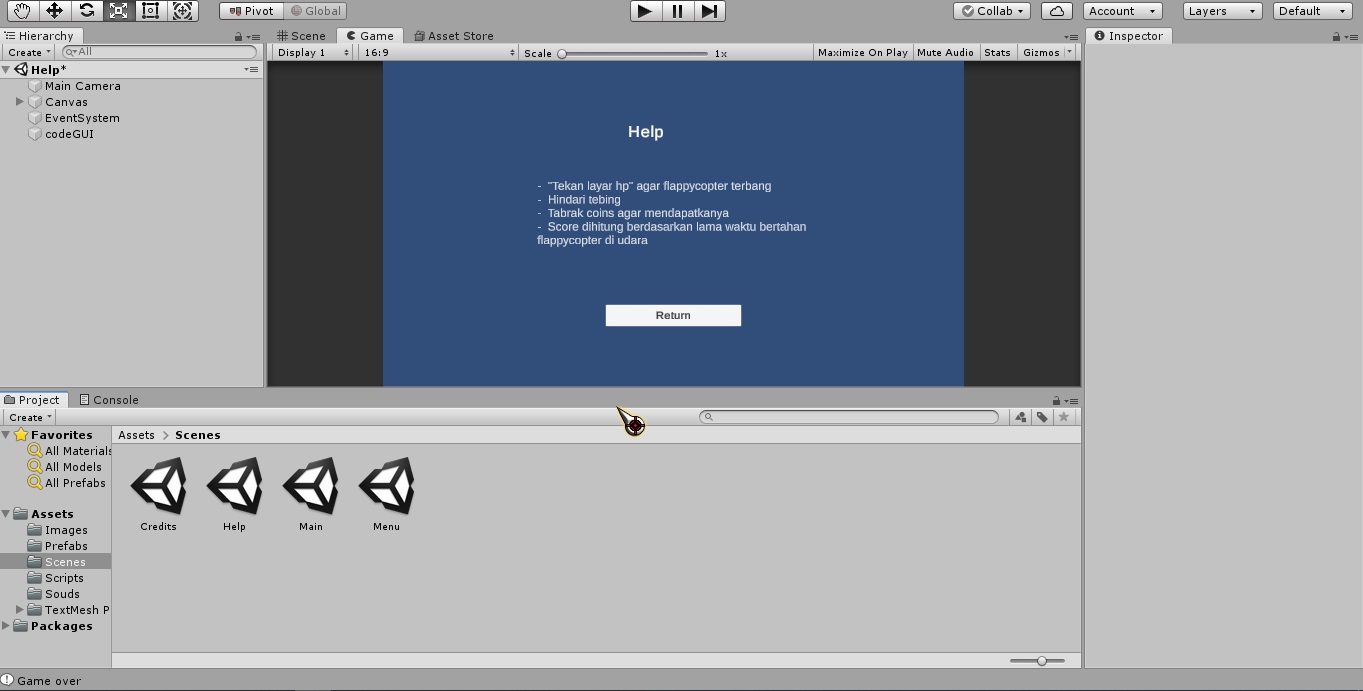 Pivot Global Collab Account Layers Default
Hierarchy Scene Game Asset Store Inspector
Create All Display 1 16:9 Scale 1x Maximize On Play Mute Audio Stats Gizmos
Help*
Main Camera
Canvas
EventSystem
codeGUI
Help
- "Tekan layar hp" agar flappycopter terbang
- Hindari tebing
- Tabrak coins agar mendapatkanya
- Score dihitung berdasarkan lama waktu bertahan
flappycopter di udara
Return
Project Console
Create
Favorites
All Materials
All Models
All Prefabs
Assets
Images
Prefabs
Scenes
Scripts
Souds
TextMesh P
Packages
Assets > Scenes
Credits Help Main Menu
Game over